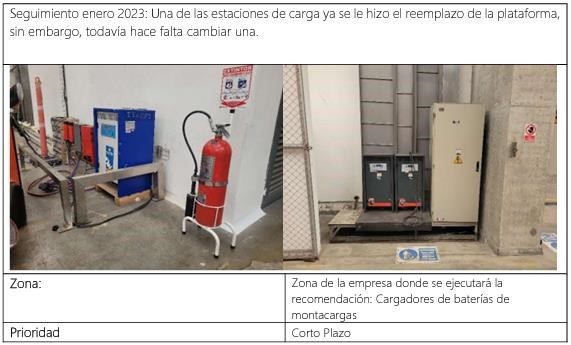 Seguimiento enero 2023: Una de las estaciones de carga ya se le hizo el reemplazo de la plataforma,
sin embargo, todavía hace falta cambiar una.
EXTINTOR
Zona:
Zona de la empresa donde se ejecutará la
recomendación: Cargadores de baterías de
montacargas
Prioridad
Corto Plazo